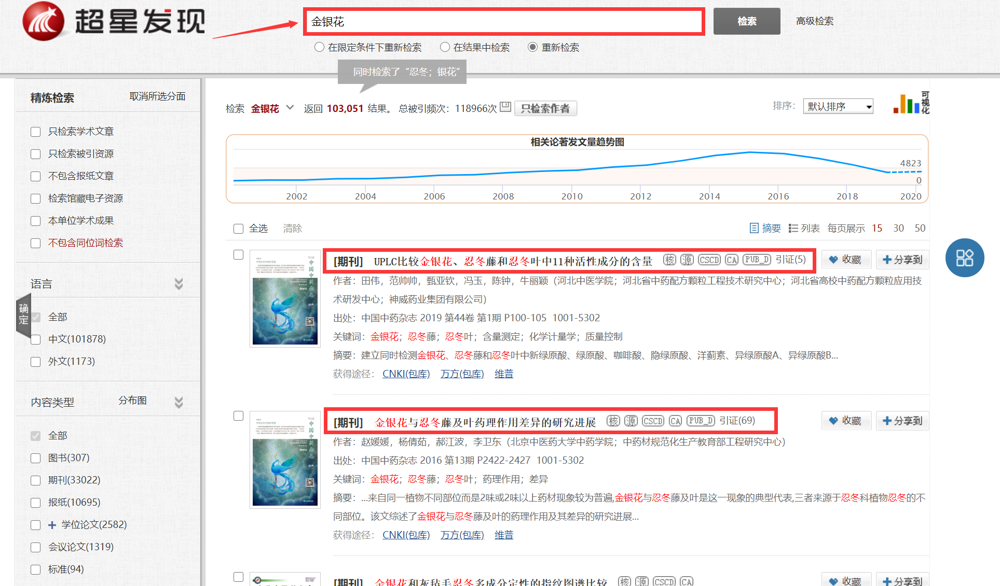 超星发现
金银花
检索
高级检索
在限定条件下重新检索
在结果中检索
重新检索
同时检索了“忍冬；银花”
精炼检索
取消所选分面
只检索学术文章
只检索被引资源
不包含报纸文章
检索馆藏电子资源
本单位学术成果
不包含同位词检索
语言
确定
全部
中文(101878)
外文(1173)
内容类型
分布图
全部
图书(307)
期刊(33022)
报纸(10695)
学位论文(2582)
会议论文(1319)
标准(94)
检索 金银花 返回 103,051 结果。 总被引频次：118966次
只检索作者
排序：
默认排序
可视化
相关论著发文量趋势图
4823
0
2002 2004 2006 2008 2010 2012 2014 2016 2018 2020
全选 清除
摘要 列表 每页展示 15 30 50
[期刊] UPLC比较金银花、忍冬藤和忍冬叶中11种活性成分的含量 核 源 CSCD CA PUB_D 引证(5)
收藏
分享到
作者：田伟，范帅帅，甄亚钦，冯玉，陈钟，牛丽颖（河北中医学院；河北省中药配方颗粒工程技术研究中心；河北省高校中药配方颗粒应用技
术研发中心；神威药业集团有限公司）
出处：中国中药杂志 2019 第44卷 第1期 P100-105 1001-5302
关键词：金银花；忍冬藤；忍冬叶；含量测定；化学计量学；质量控制
摘要：建立同时检测金银花、忍冬藤和忍冬叶中新绿原酸、绿原酸、咖啡酸、隐绿原酸、洋蓟素、异绿原酸A、异绿原酸B...
获得途径： CNKI(包库) 万方(包库) 维普
中国中药杂志
[期刊] 金银花与忍冬藤及叶药理作用差异的研究进展 核 源 CSCD CA PUB_D 引证(69)
收藏
分享到
作者：赵媛媛，杨倩茹，郝江波，李卫东（北京中医药大学中药学院；中药材规范化生产教育部工程研究中心）
出处：中国中药杂志 2016 第13期 P2422-2427 1001-5302
关键词：金银花；忍冬藤；忍冬叶；药理作用；差异
摘要：...来自同一植物不同部位而是2味或2味以上药材现象较为普遍,金银花与忍冬藤及叶是这一现象的典型代表,三者来源于忍冬科植物忍冬的不
同部位。该文综述了金银花与忍冬藤及叶的药理作用及其差异的研究进展...
获得途径： CNKI(包库) 万方(包库) 维普
中国中药杂志
[期刊] 金银花和灰毡毛忍冬多成分定性的指纹图谱比较 核 源 CSCD CA
收藏
分享到